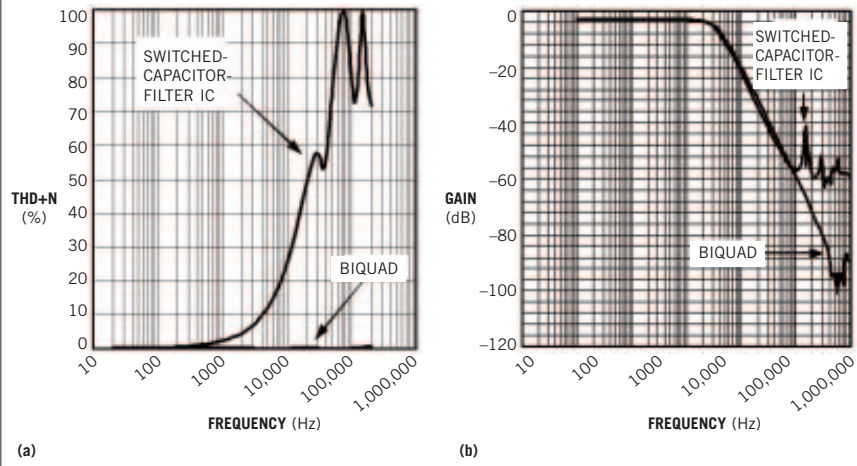 100
90
80
70
60
50
40
30
20
10
0
THD+N
(%)
SWITCHED-
CAPACITOR-
FILTER IC
BIQUAD
10
100
1000
10,000
100,000
1,000,000
FREQUENCY (Hz)
(a)
0
–20
–40
–60
–80
–100
–120
GAIN
(dB)
SWITCHED-
CAPACITOR-
FILTER IC
BIQUAD
10
100
1000
10,000
100,000
1,000,000
FREQUENCY (Hz)
(b)